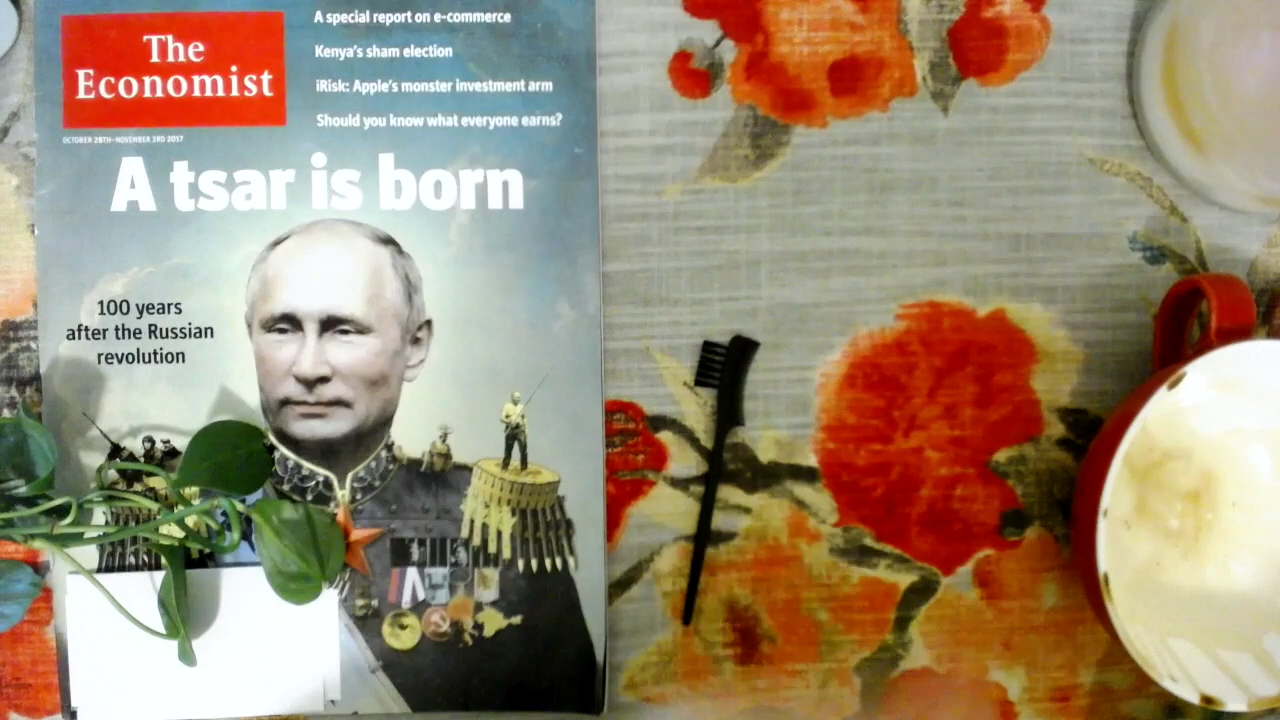 The
Economist
A special report on e-commerce
Kenya's sham election
iRisk: Apple's monster investment arm
Should you know what everyone earns?
OCTOBER 28TH–NOVEMBER 3RD 2017
A tsar is born
100 years
after the Russian
revolution